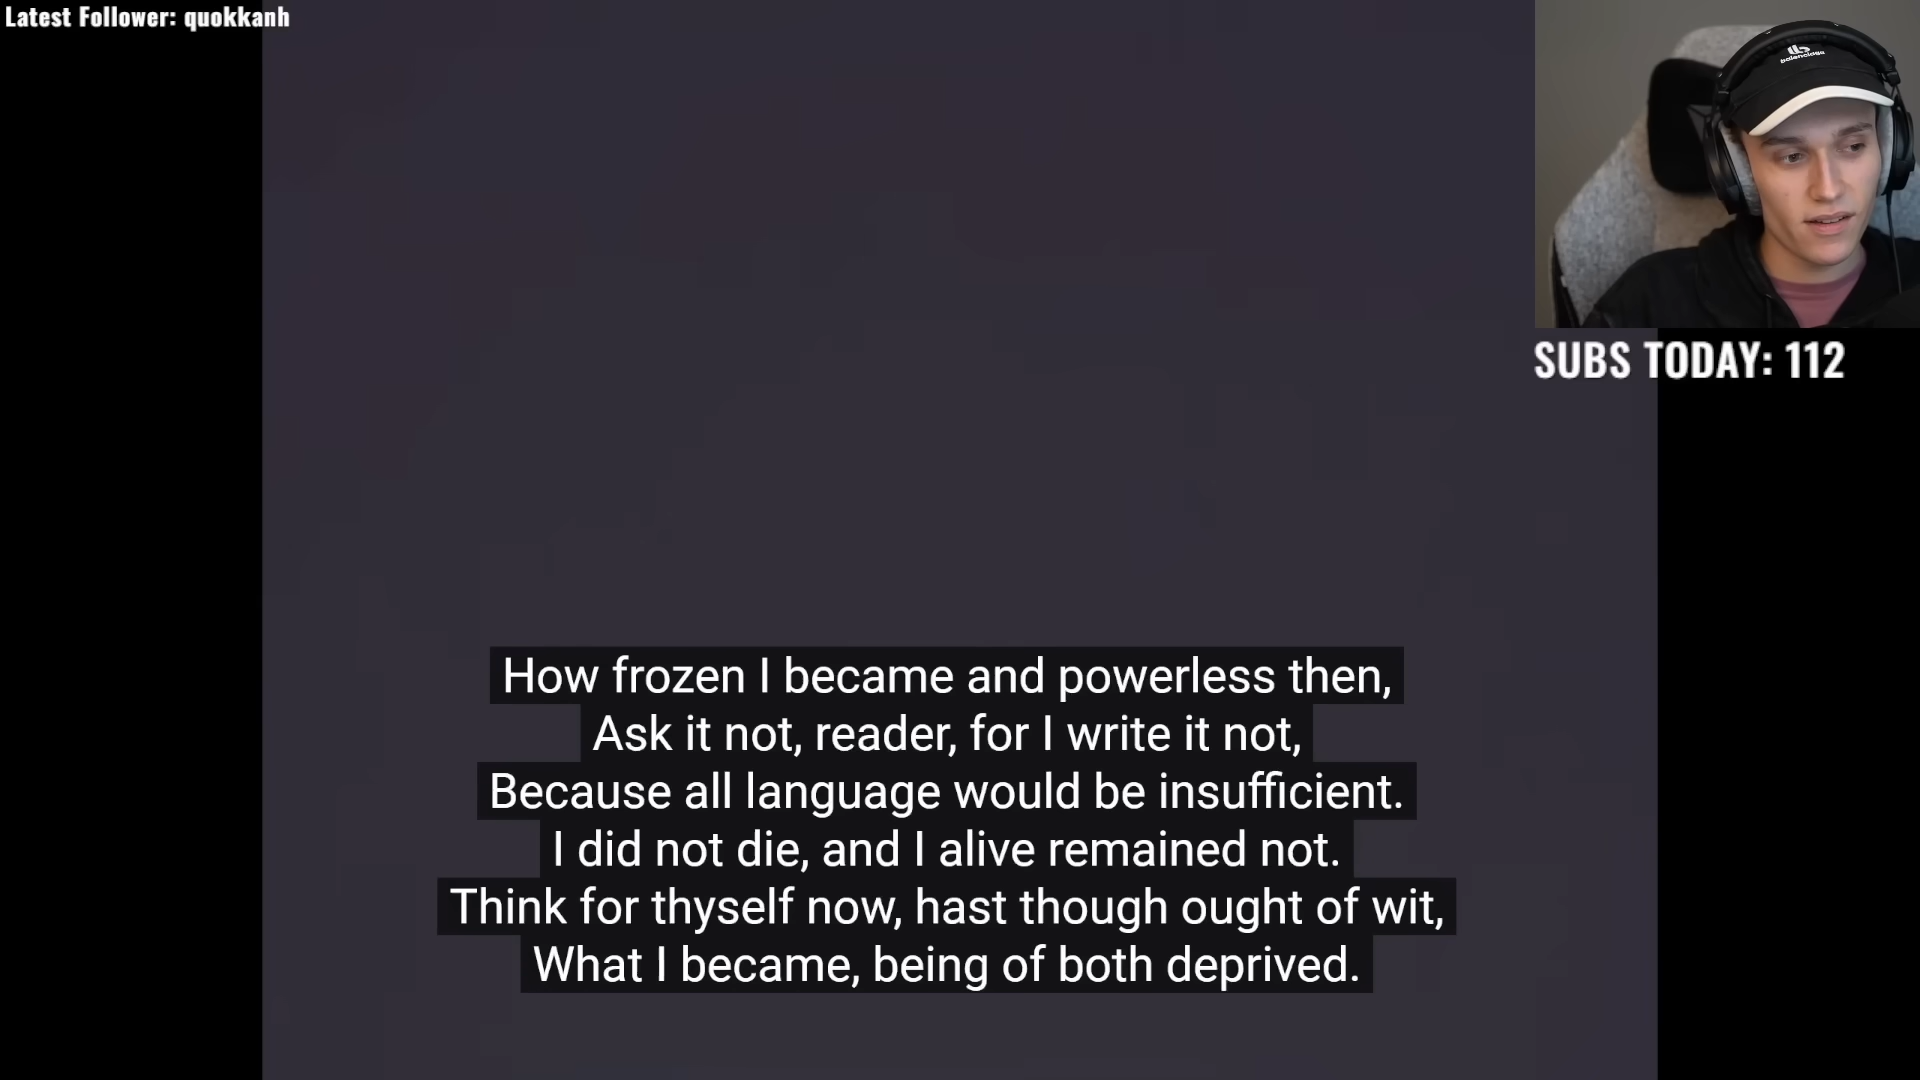 Latest Follower: quokkanh
balenciaga
SUBS TODAY: 112
How frozen I became and powerless then,
Ask it not, reader, for I write it not,
Because all language would be insufficient.
I did not die, and I alive remained not.
Think for thyself now, hast though ought of wit,
What I became, being of both deprived.